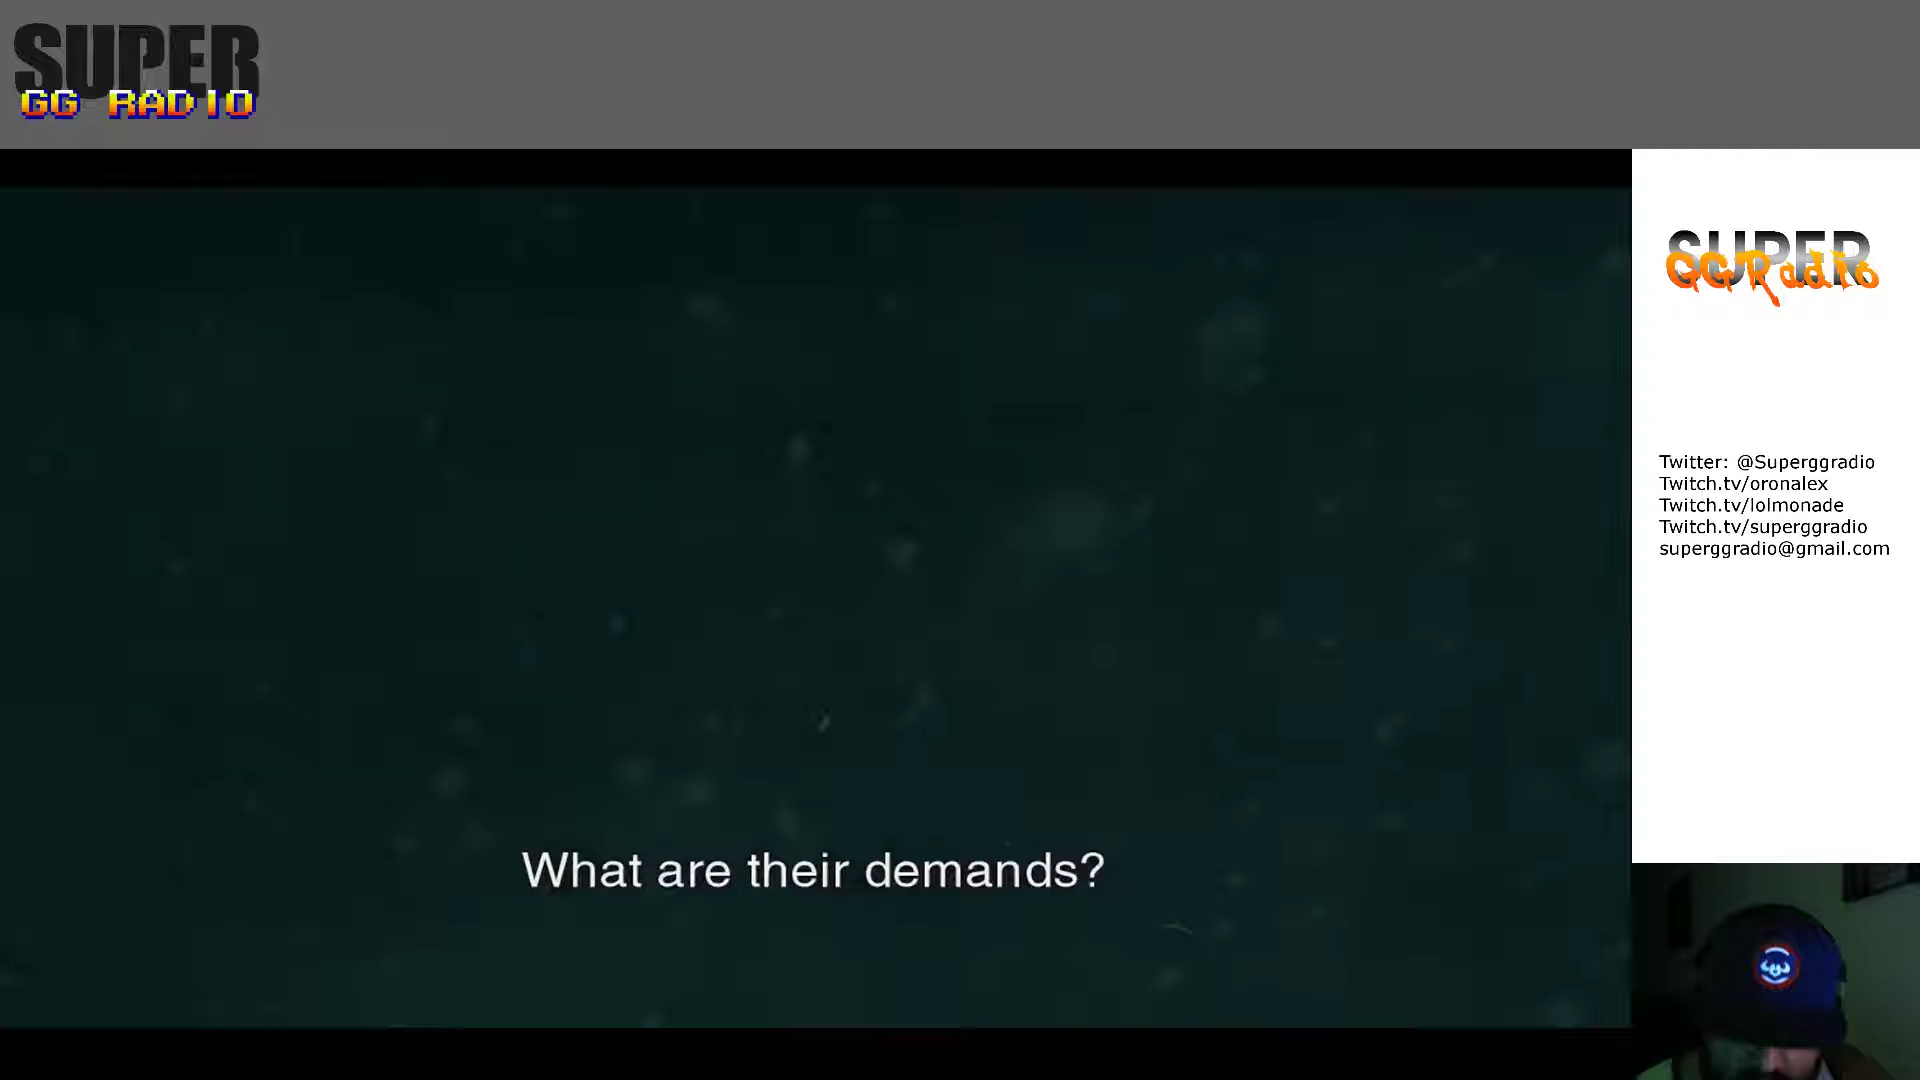 SUPER
GG RADIO
SUPER
GGRadio
Twitter: @Superggradio
Twitch.tv/oronalex
Twitch.tv/lolmonade
Twitch.tv/superggradio
superggradio@gmail.com
What are their demands?